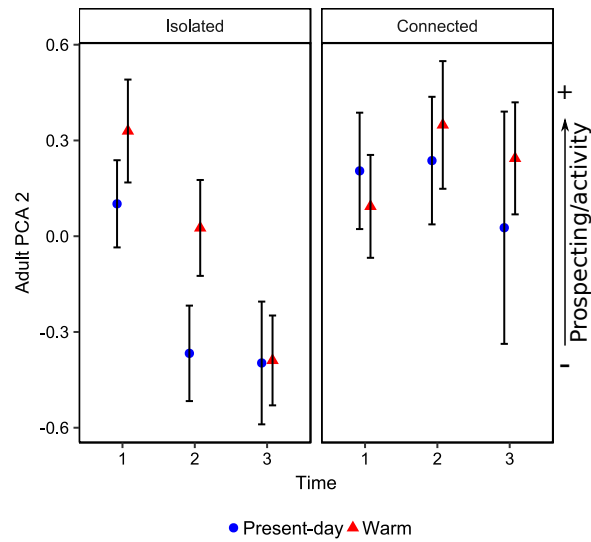 Isolated
Connected
Adult PCA 2
0.6
0.3
0.0
-0.3
-0.6
1 2 3
1 2 3
Time
+
Prospecting/activity
-
Present-day Warm